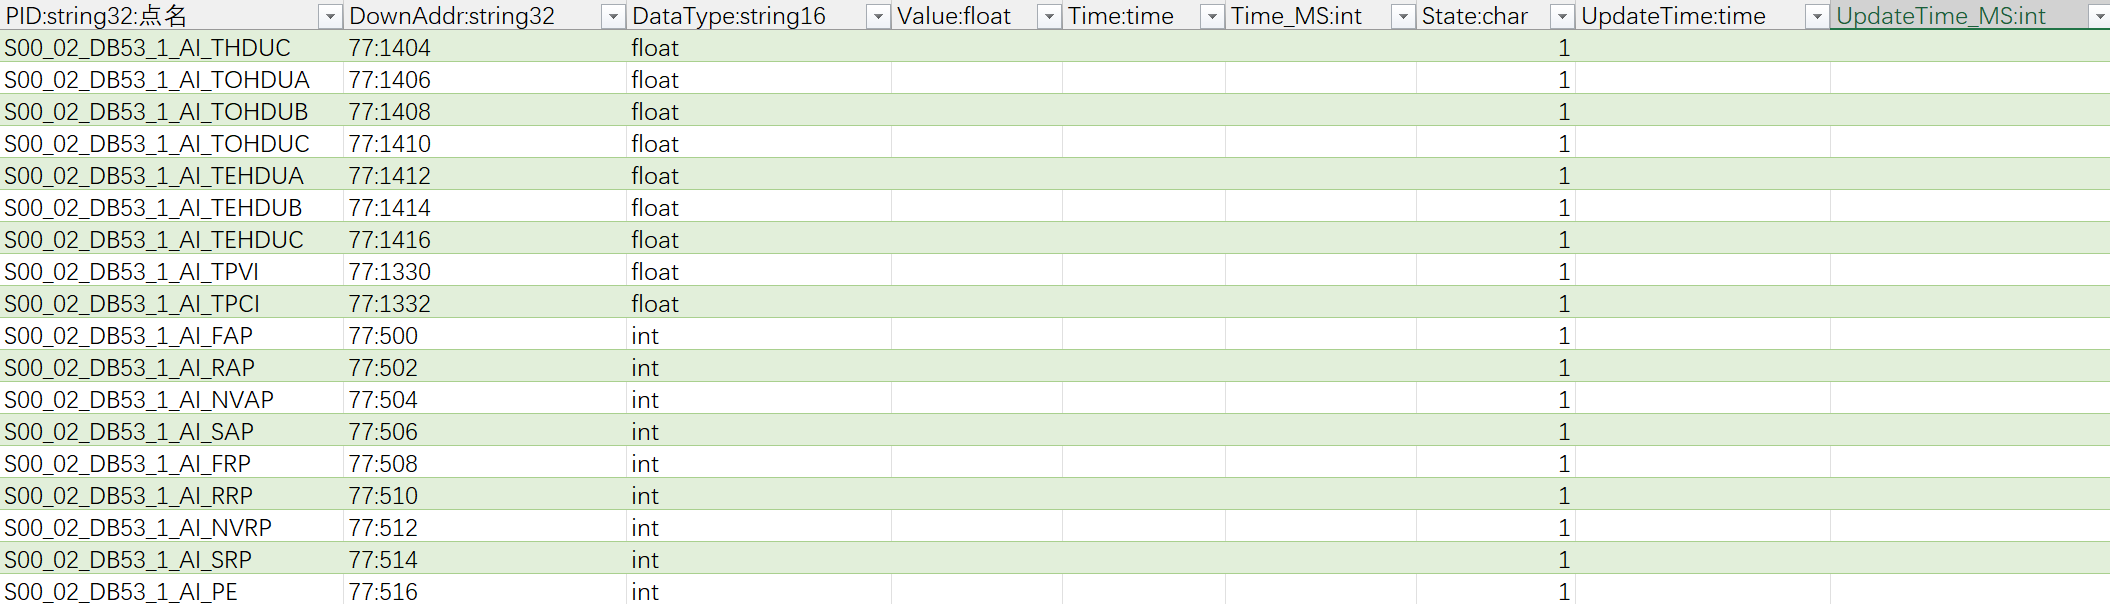 PID:string32:点名 DownAddr:string32 DataType:string16 Value:float Time:time Time_MS:int State:char UpdateTime:time UpdateTime_MS:int
S00_02_DB53_1_AI_THDUC 77:1404 float 1
S00_02_DB53_1_AI_TOHDUA 77:1406 float 1
S00_02_DB53_1_AI_TOHDUB 77:1408 float 1
S00_02_DB53_1_AI_TOHDUC 77:1410 float 1
S00_02_DB53_1_AI_TEHDUA 77:1412 float 1
S00_02_DB53_1_AI_TEHDUB 77:1414 float 1
S00_02_DB53_1_AI_TEHDUC 77:1416 float 1
S00_02_DB53_1_AI_TPVI 77:1330 float 1
S00_02_DB53_1_AI_TPCI 77:1332 float 1
S00_02_DB53_1_AI_FAP 77:500 int 1
S00_02_DB53_1_AI_RAP 77:502 int 1
S00_02_DB53_1_AI_NVAP 77:504 int 1
S00_02_DB53_1_AI_SAP 77:506 int 1
S00_02_DB53_1_AI_FRP 77:508 int 1
S00_02_DB53_1_AI_RRP 77:510 int 1
S00_02_DB53_1_AI_NVRP 77:512 int 1
S00_02_DB53_1_AI_SRP 77:514 int 1
S00_02_DB53_1_AI_PE 77:516 int 1